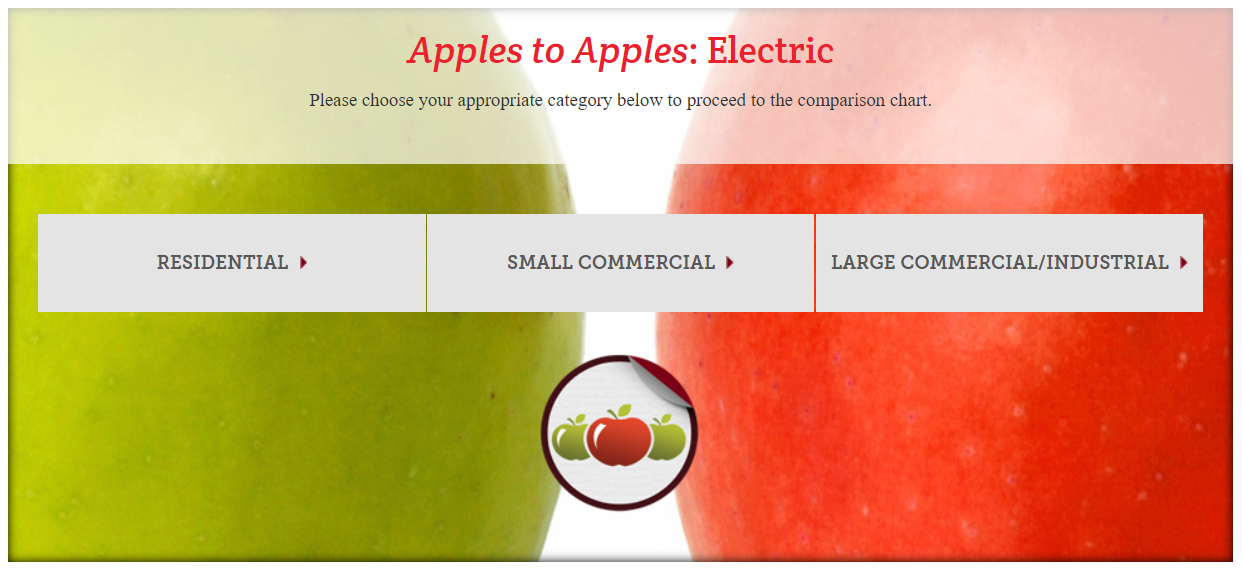 Apples to Apples: Electric
Please choose your appropriate category below to proceed to the comparison chart.
RESIDENTIAL
SMALL COMMERCIAL
LARGE COMMERCIAL/INDUSTRIAL